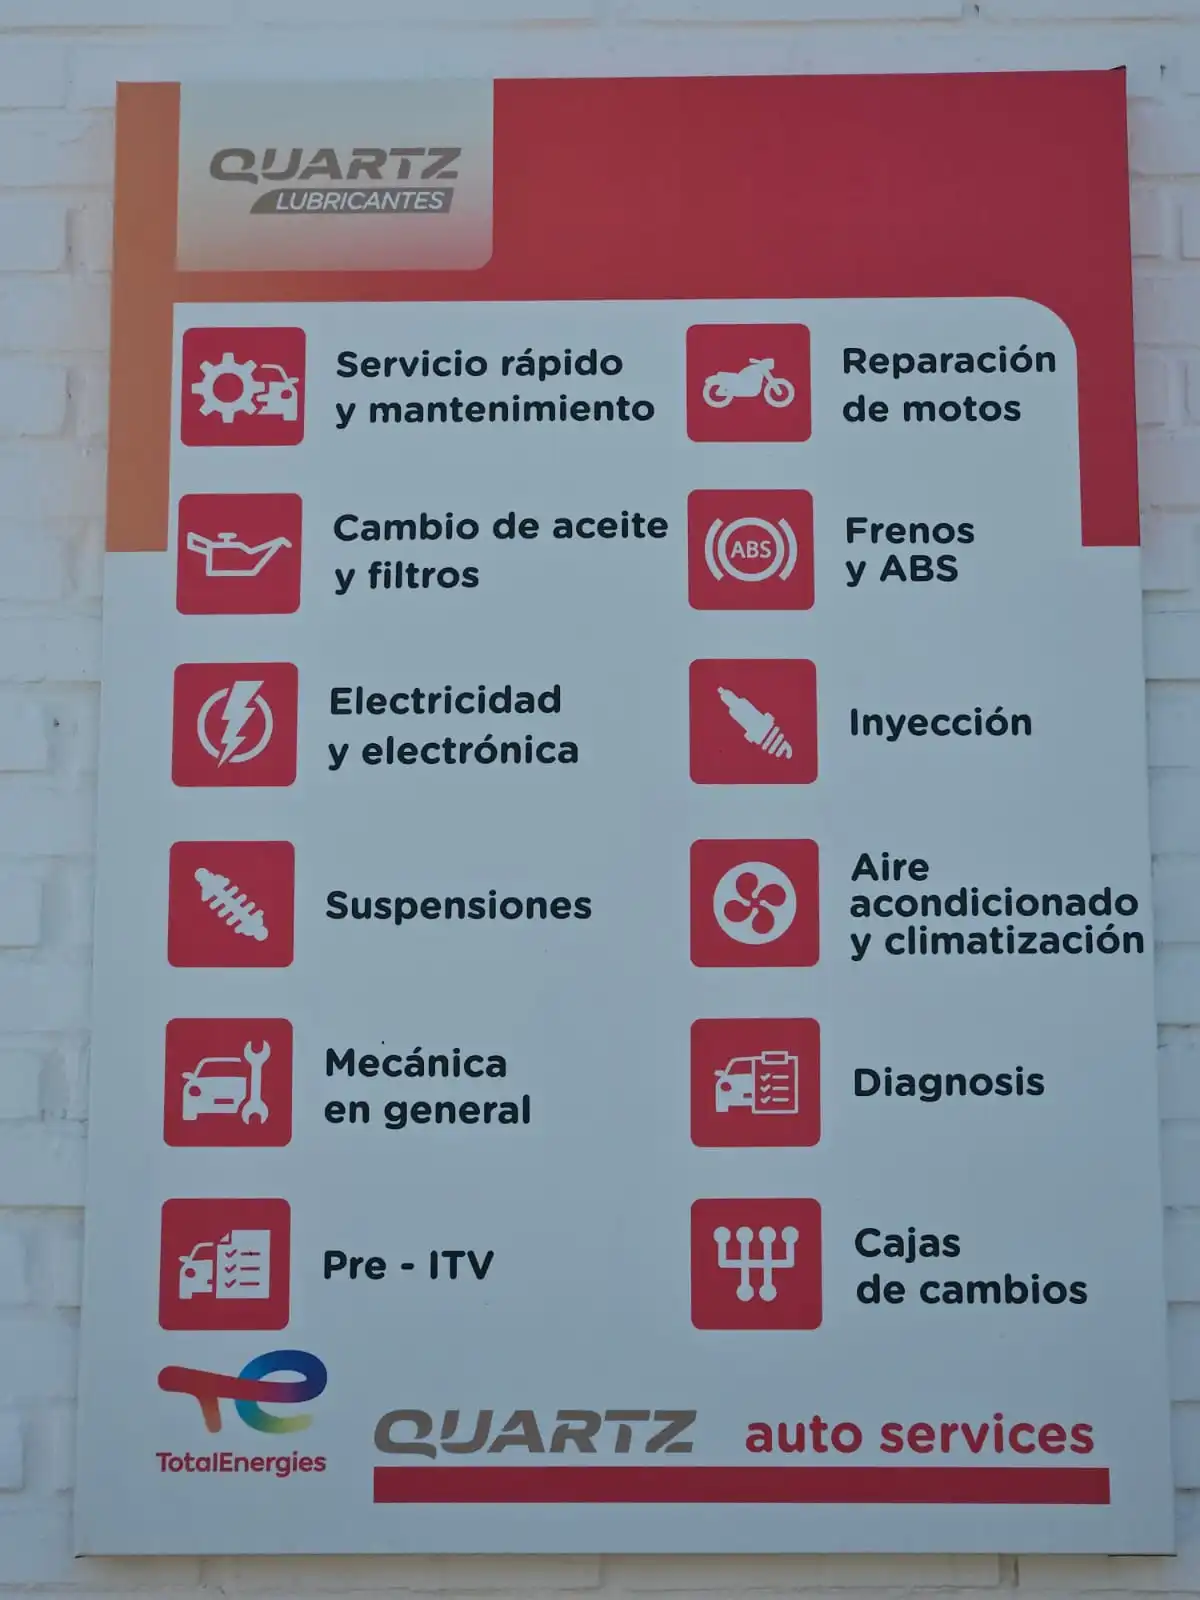 QUARTZ
LUBRICANTES
Servicio rápido
y mantenimiento
Reparación
de motos
Cambio de aceite
y filtros
ABS
Frenos
y ABS
Electricidad
y electrónica
Inyección
Suspensiones
Aire
acondicionado
y climatización
Mecánica
en general
Diagnosis
Pre - ITV
Cajas
de cambios
TotalEnergies
QUARTZ auto services